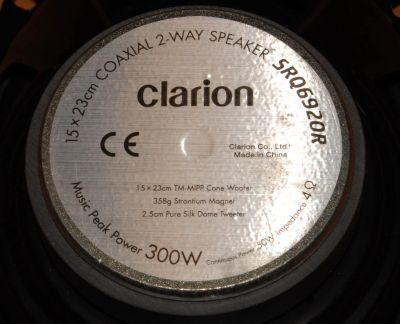 15 x 23cm COAXIAL 2-WAY SPEAKER SRQ6920R
clarion
CE
Clarion Co., Ltd.
Made in China
15 x 23cm TM-MIPP Cone Woofer
358g Strontium Magnet
2.5cm Pure Silk Dome Tweeter
Music Peak Power 300W Continuous Power 50W Impedance 4Ω